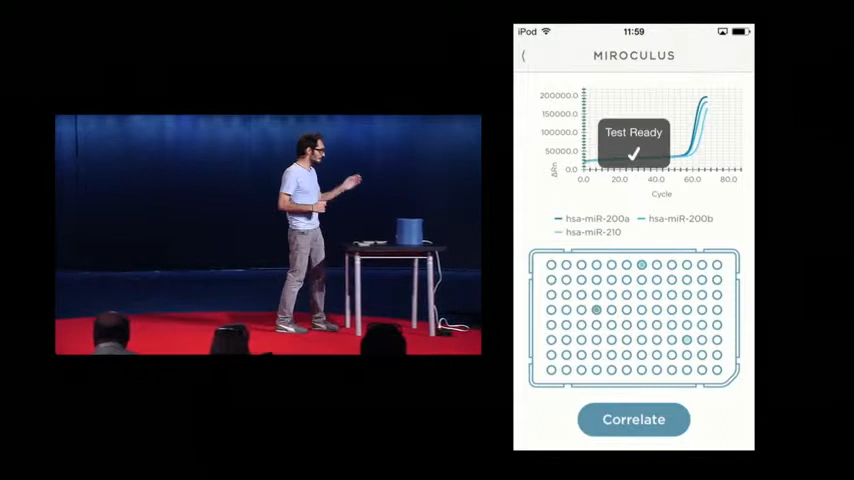 iPod 11:59
MIROCULUS
200000.0
150000.0
100000.0
50000.0
0.0
ΔRn
Test Ready
0.0 20.0 40.0 60.0 80.0
Cycle
hsa-miR-200a hsa-miR-200b
hsa-miR-210
Correlate